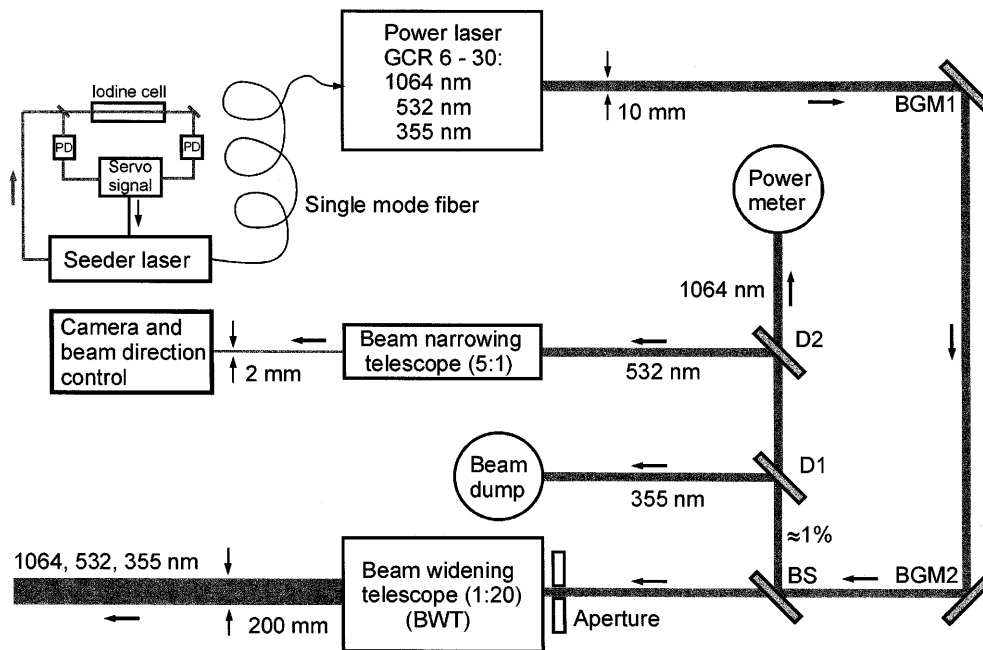 Power laser
GCR 6 - 30:
1064 nm
532 nm
355 nm
Iodine cell
PD
PD
Servo
signal
Seeder laser
Single mode fiber
10 mm
BGM1
Power
meter
1064 nm
D2
Camera and
beam direction
control
2 mm
Beam narrowing
telescope (5:1)
532 nm
D1
Beam
dump
355 nm
≈1%
1064, 532, 355 nm
200 mm
Beam widening
telescope (1:20)
(BWT)
Aperture
BS
BGM2